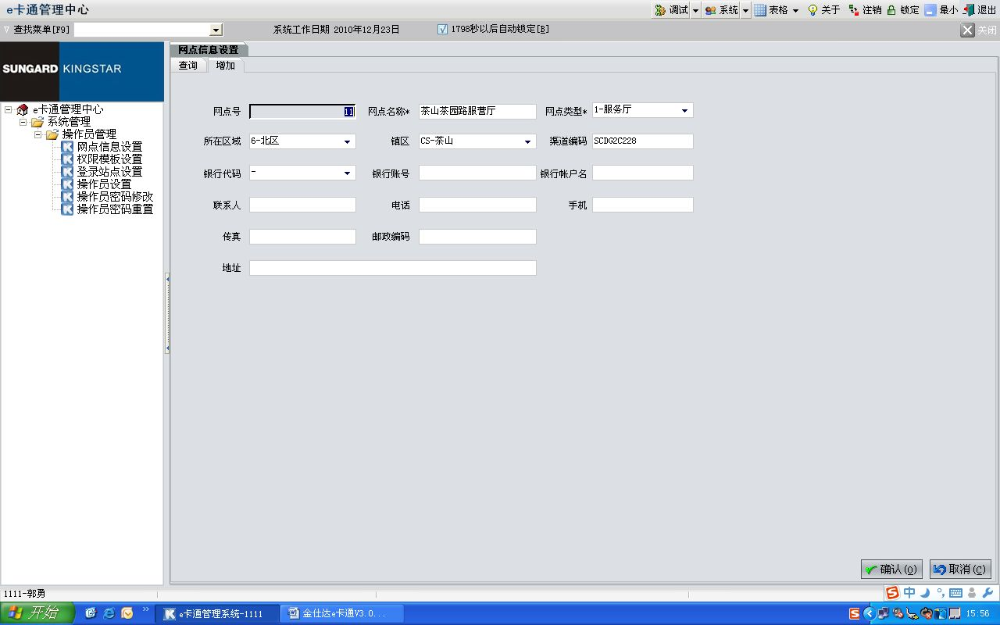 e卡通管理中心 调试 系统 表格 关于 注销 锁定 最小 退出
查找菜单[F9] 系统工作日期 2010年12月23日 1798秒以后自动锁定[B] 关闭
SUNGARD KINGSTAR
e卡通管理中心
系统管理
操作员管理
网点信息设置
权限模板设置
登录站点设置
操作员设置
操作员密码修改
操作员密码重置
网点信息设置
查询 增加
网点号 11 网点名称* 茶山茶园路服营厅 网点类型* 1-服务厅
所在区域 6-北区 镇区 CS-茶山 渠道编码 SCDG2C228
银行代码 - 银行账号 银行帐户名
联系人 电话 手机
传真 邮政编码
地址
确认(O) 取消(C)
1111-郭勇 中
开始 e卡通管理系统-1111 金仕达e卡通V3.0... 15:56